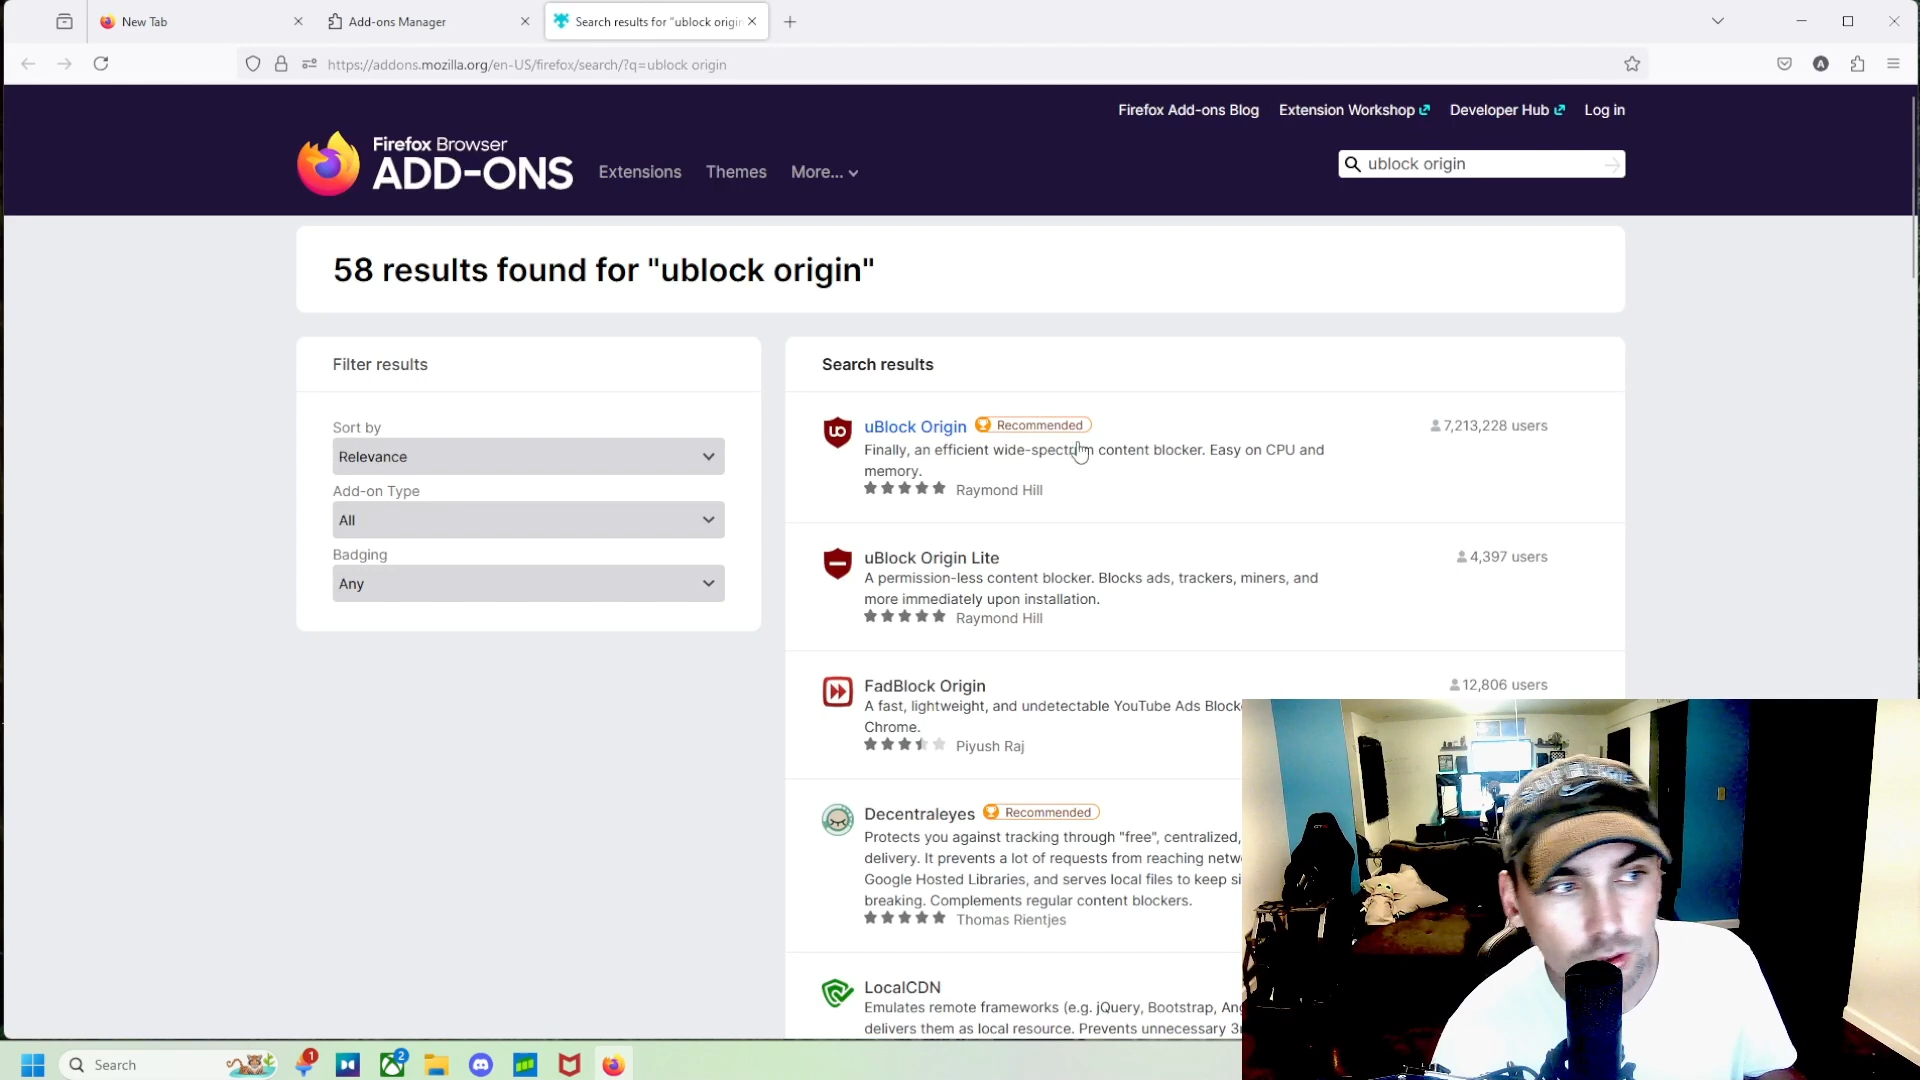 New Tab
Add-ons Manager
Search results for "ublock origin
https://addons.mozilla.org/en-US/firefox/search/?q=ublock origin
A
Firefox Add-ons Blog
Extension Workshop
Developer Hub
Log in
Firefox Browser
ADD-ONS
Extensions
Themes
More...
ublock origin
58 results found for "ublock origin"
Filter results
Sort by
Relevance
Add-on Type
All
Badging
Any
Search results
uBlock Origin
Recommended
7,213,228 users
Finally, an efficient wide-spectrum content blocker. Easy on CPU and
memory.
Raymond Hill
uBlock Origin Lite
4,397 users
A permission-less content blocker. Blocks ads, trackers, miners, and
more immediately upon installation.
Raymond Hill
FadBlock Origin
12,806 users
A fast, lightweight, and undetectable YouTube Ads Blocke
Chrome.
Piyush Raj
Decentraleyes
Recommended
Protects you against tracking through "free", centralized,
delivery. It prevents a lot of requests from reaching netw
Google Hosted Libraries, and serves local files to keep si
breaking. Complements regular content blockers.
Thomas Rientjes
LocalCDN
Emulates remote frameworks (e.g. jQuery, Bootstrap, An
delivers them as local resource. Prevents unnecessary 3
Search
1
2